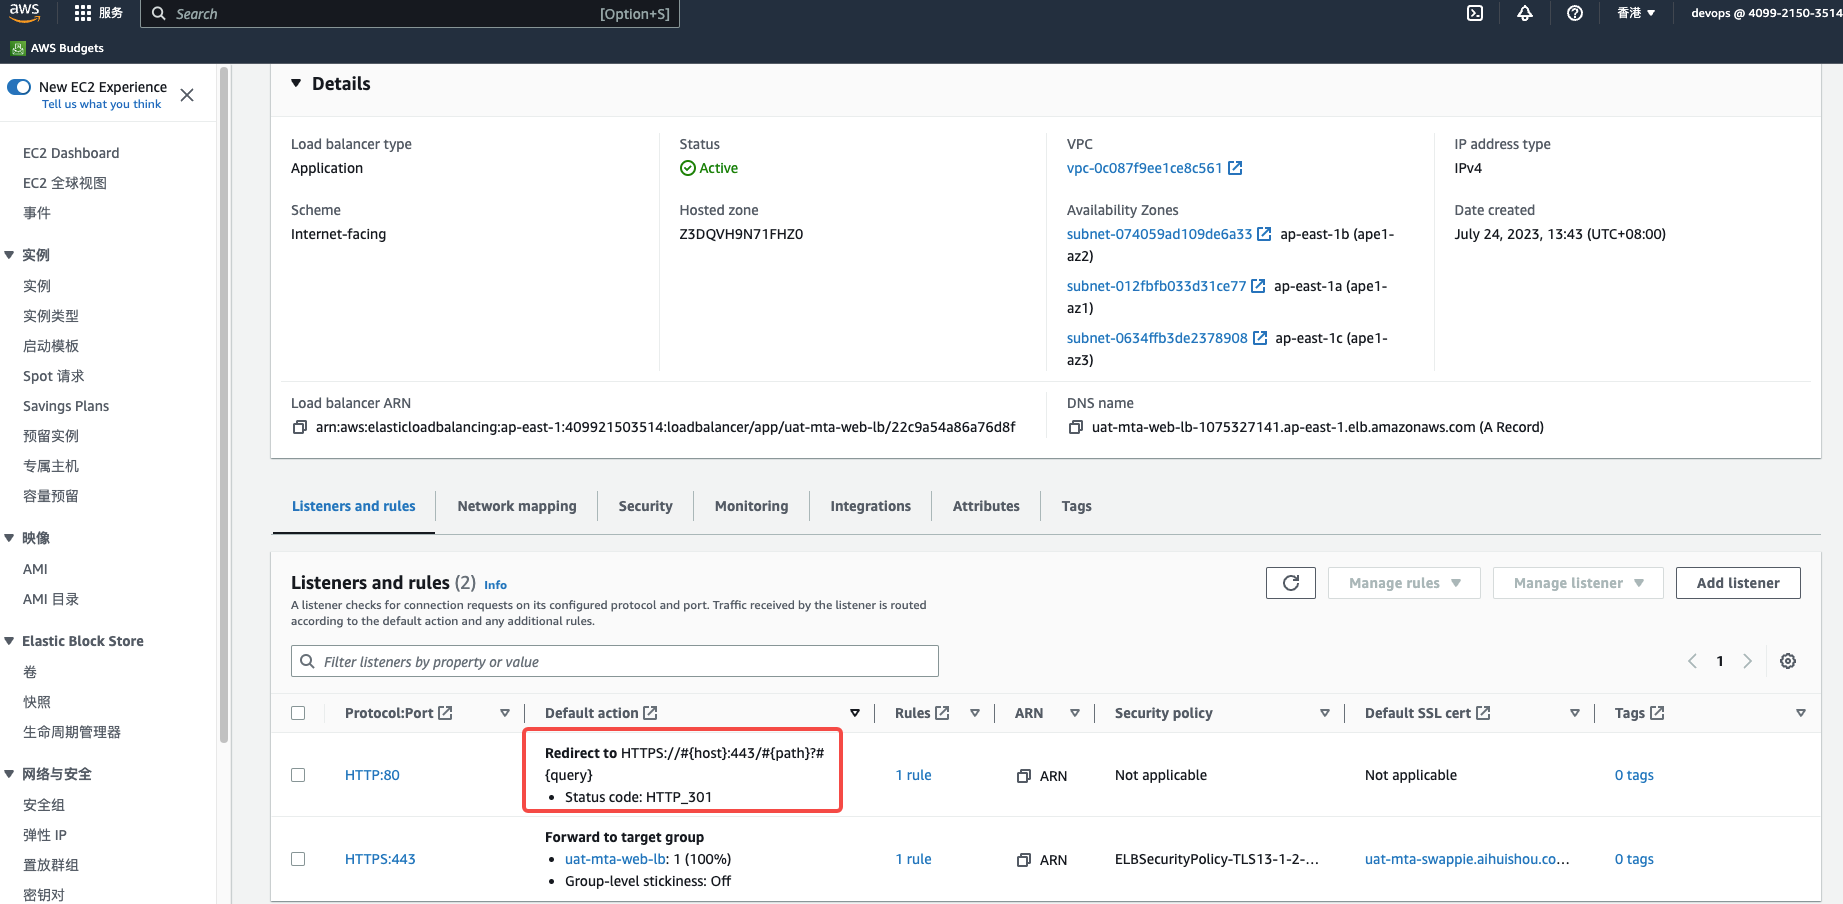 aws
服务
Search
[Option+S]
香港
devops @ 4099-2150-3514
AWS Budgets
New EC2 Experience
Tell us what you think
EC2 Dashboard
EC2 全球视图
事件
实例
实例
实例类型
启动模板
Spot 请求
Savings Plans
预留实例
专属主机
容量预留
映像
AMI
AMI 目录
Elastic Block Store
卷
快照
生命周期管理器
网络与安全
安全组
弹性 IP
置放群组
密钥对
Details
Load balancer type
Application
Status
Active
VPC
vpc-0c087f9ee1ce8c561
IP address type
IPv4
Scheme
Internet-facing
Hosted zone
Z3DQVH9N71FHZ0
Availability Zones
subnet-074059ad109de6a33 ap-east-1b (ape1-
az2)
subnet-012fbfb033d31ce77 ap-east-1a (ape1-
az1)
subnet-0634ffb3de2378908 ap-east-1c (ape1-
az3)
Date created
July 24, 2023, 13:43 (UTC+08:00)
Load balancer ARN
arn:aws:elasticloadbalancing:ap-east-1:409921503514:loadbalancer/app/uat-mta-web-lb/22c9a54a86a76d8f
DNS name
uat-mta-web-lb-1075327141.ap-east-1.elb.amazonaws.com (A Record)
Listeners and rules
Network mapping
Security
Monitoring
Integrations
Attributes
Tags
Listeners and rules (2) Info
A listener checks for connection requests on its configured protocol and port. Traffic received by the listener is routed
according to the default action and any additional rules.
Manage rules
Manage listener
Add listener
Filter listeners by property or value
1
Protocol:Port
Default action
Rules
ARN
Security policy
Default SSL cert
Tags
HTTP:80
Redirect to HTTPS://#{host}:443/#{path}?#
{query}
• Status code: HTTP_301
1 rule
ARN
Not applicable
Not applicable
0 tags
HTTPS:443
Forward to target group
• uat-mta-web-lb: 1 (100%)
• Group-level stickiness: Off
1 rule
ARN
ELBSecurityPolicy-TLS13-1-2-...
uat-mta-swappie.aihuishou.co...
0 tags